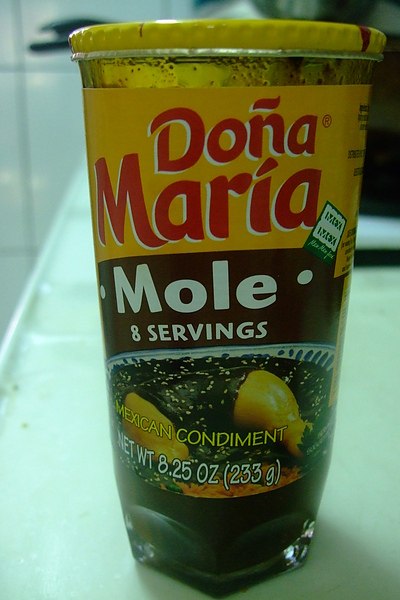 Doña
María®
• Mole •
8 SERVINGS
MEXICAN CONDIMENT
NET WT 8.25 OZ (233 g)